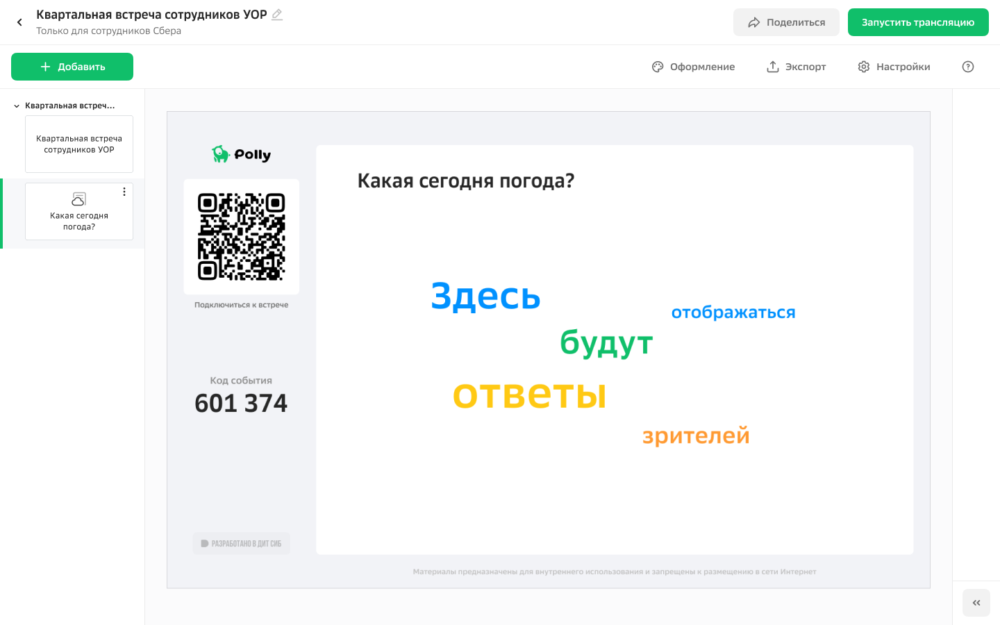 Квартальная встреча сотрудников УОР
Только для сотрудников Сбера
Поделиться
Запустить трансляцию
Добавить
Оформление
Экспорт
Настройки
Квартальная встреч...
Квартальная встреча
сотрудников УОР
Какая сегодня
погода?
Polly
Подключиться к встрече
Код события
601 374
РАЗРАБОТАНО В ДИТ СИБ
Какая сегодня погода?
Здесь
отображаться
будут
ответы
зрителей
Материалы предназначены для внутреннего использования и запрещены к размещению в сети Интернет